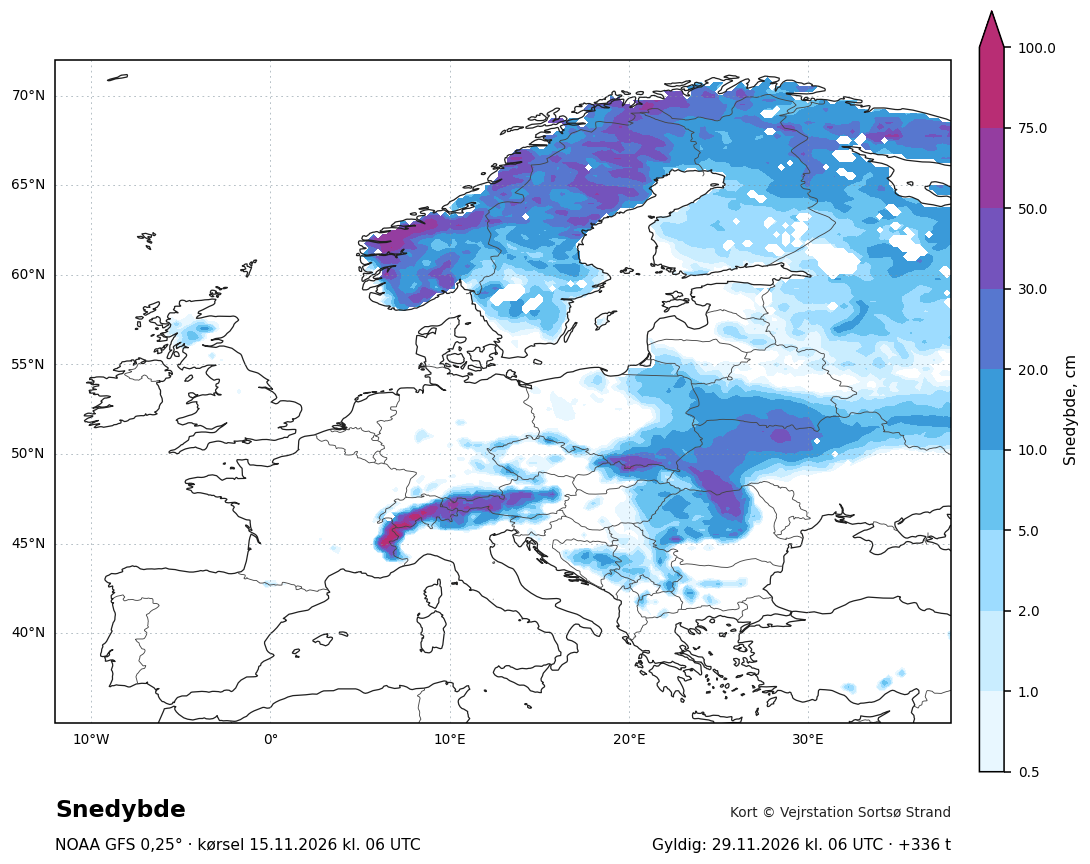 100.0
75.0
50.0
30.0
20.0
10.0
5.0
2.0
1.0
0.5
Snedybde, cm
70°N
65°N
60°N
55°N
50°N
45°N
40°N
10°W
0°
10°E
20°E
30°E
Snedybde
Kort © Vejrstation Sortsø Strand
NOAA GFS 0,25° · kørsel 15.11.2026 kl. 06 UTC
Gyldig: 29.11.2026 kl. 06 UTC · +336 t